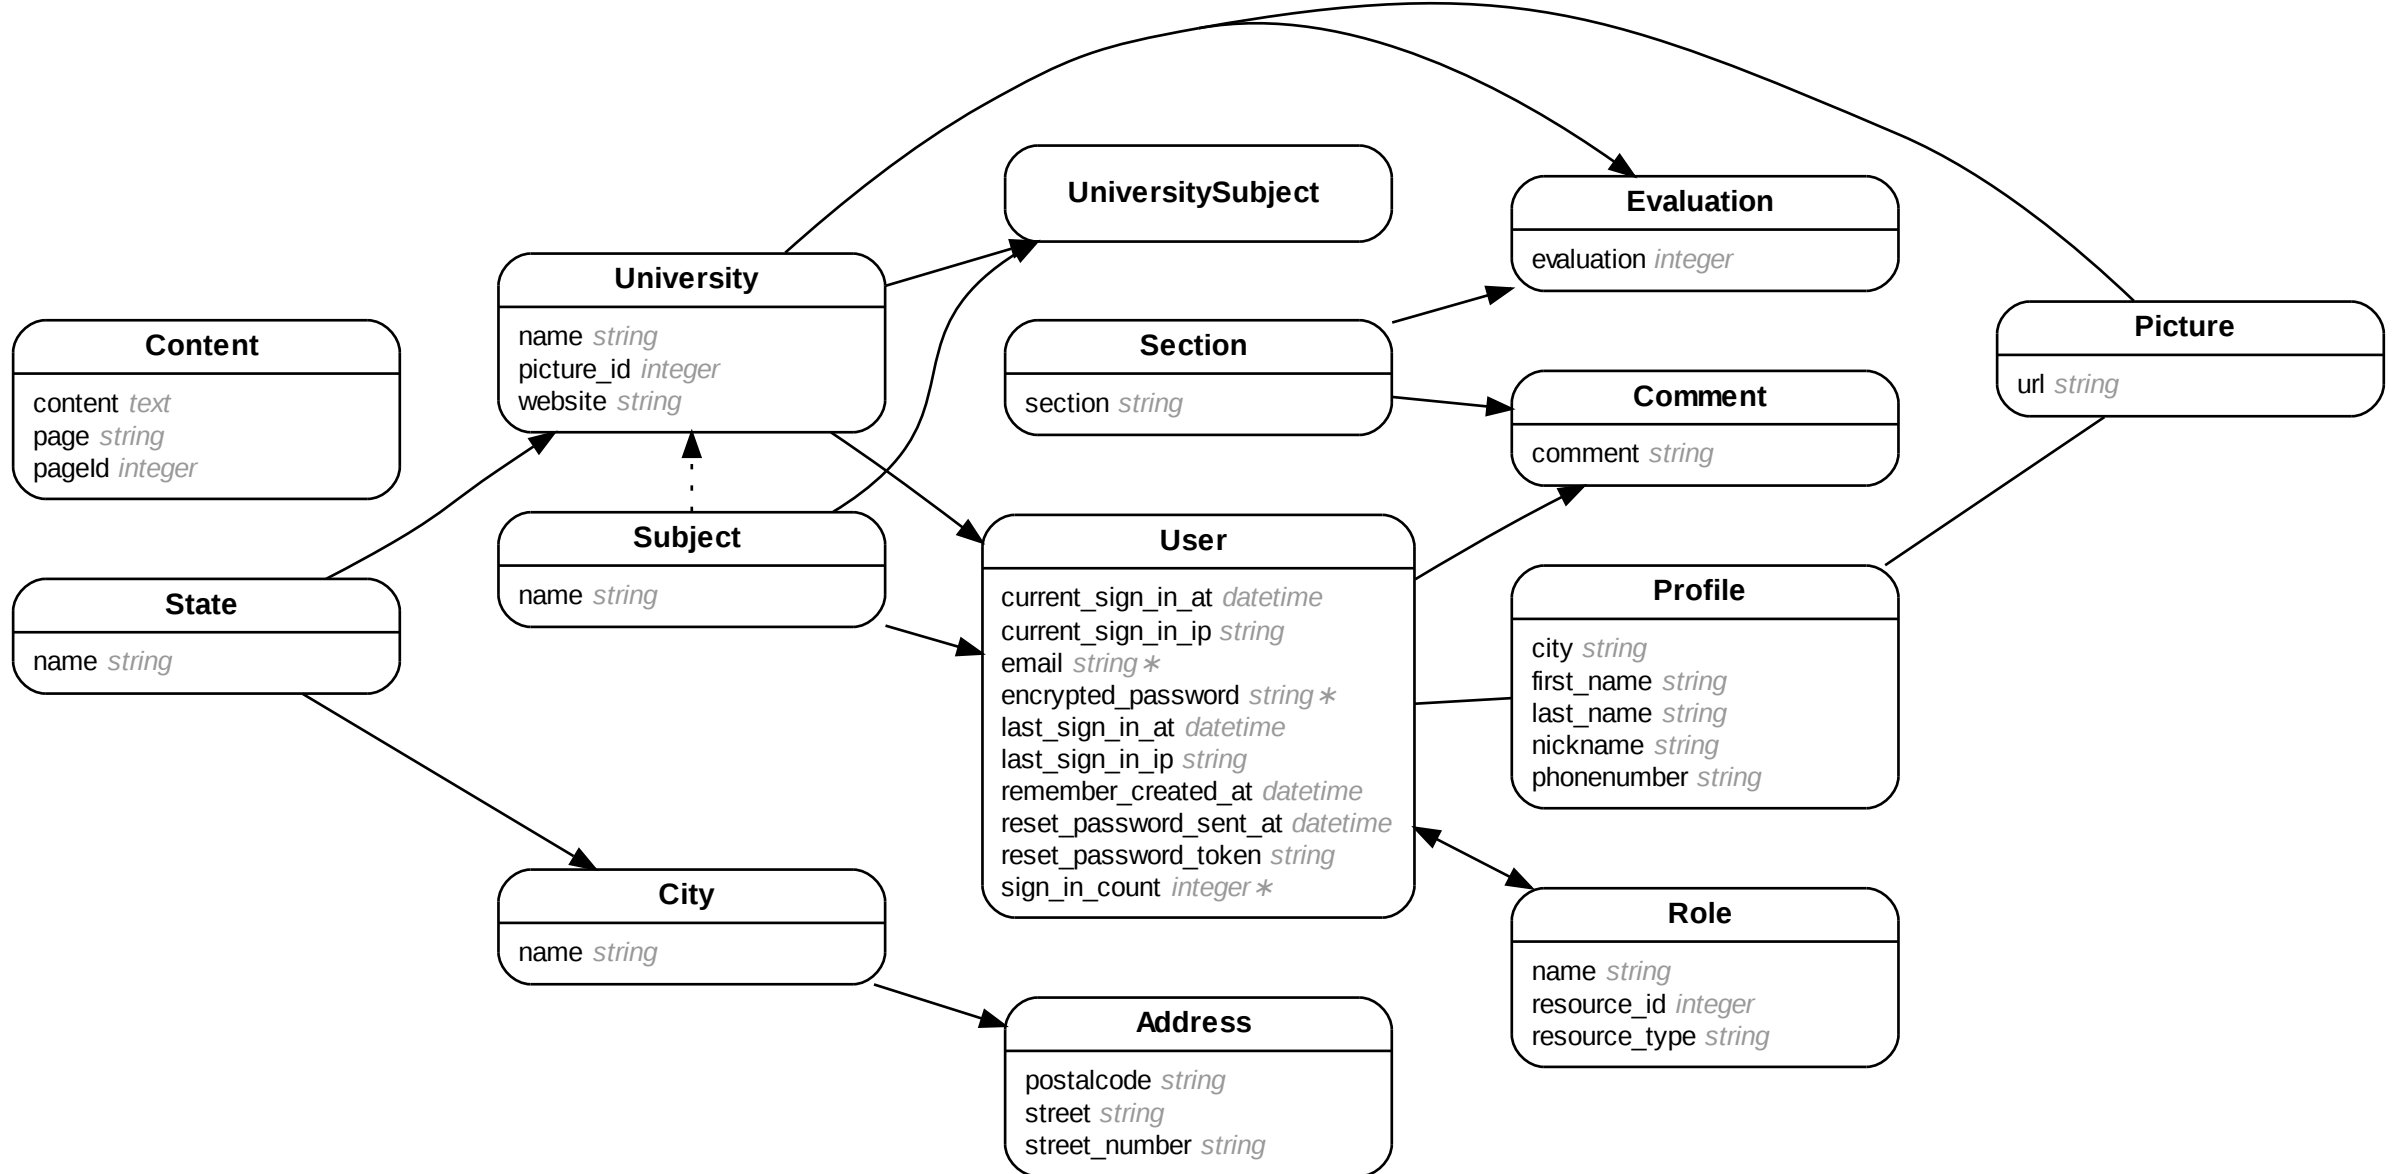 Content
content text
page string
pageId integer
State
name string
University
name string
picture_id integer
website string
Subject
name string
City
name string
UniversitySubject
Section
section string
User
current_sign_in_at datetime
current_sign_in_ip string
email string∗
encrypted_password string∗
last_sign_in_at datetime
last_sign_in_ip string
remember_created_at datetime
reset_password_sent_at datetime
reset_password_token string
sign_in_count integer∗
Address
postalcode string
street string
street_number string
Evaluation
evaluation integer
Comment
comment string
Profile
city string
first_name string
last_name string
nickname string
phonenumber string
Role
name string
resource_id integer
resource_type string
Picture
url string